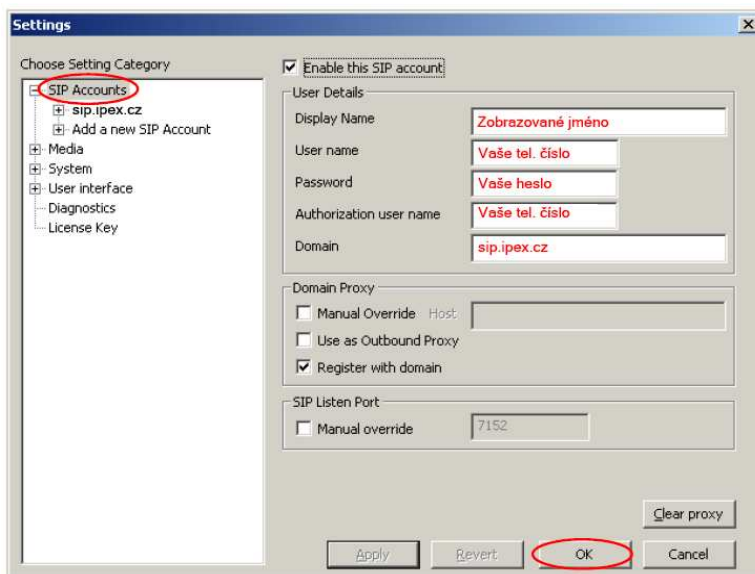 Settings
Choose Setting Category
SIP Accounts
sip.ipex.cz
Add a new SIP Account
Media
System
User interface
Diagnostics
License Key
Enable this SIP account
User Details
Display Name Zobrazované jméno
User name Vaše tel. číslo
Password Vaše heslo
Authorization user name Vaše tel. číslo
Domain sip.ipex.cz
Domain Proxy
Manual Override Host
Use as Outbound Proxy
Register with domain
SIP Listen Port
Manual override 7152
Clear proxy
Apply Revert OK Cancel